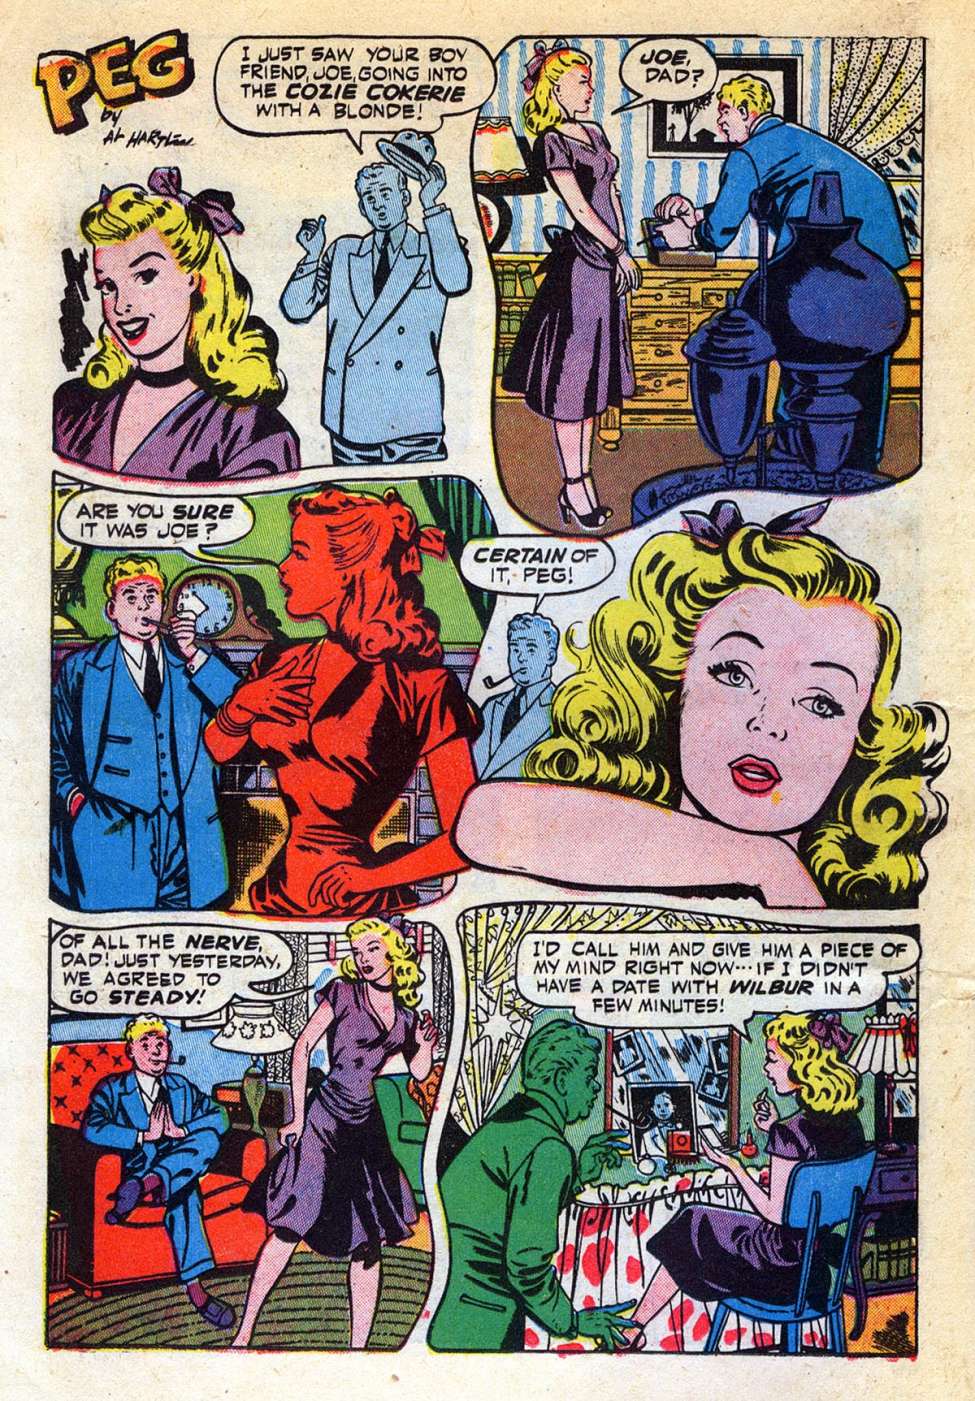 PEG
by
AL HARTLEY
I JUST SAW YOUR BOY
FRIEND, JOE, GOING INTO
THE COZIE COKERIE
WITH A BLONDE!
JOE,
DAD?
ARE YOU SURE
IT WAS JOE?
CERTAIN OF
IT, PEG!
OF ALL THE NERVE,
DAD! JUST YESTERDAY,
WE AGREED TO
GO STEADY!
I'D CALL HIM AND GIVE HIM A PIECE OF
MY MIND RIGHT NOW---IF I DIDN'T
HAVE A DATE WITH WILBUR IN A
FEW MINUTES!